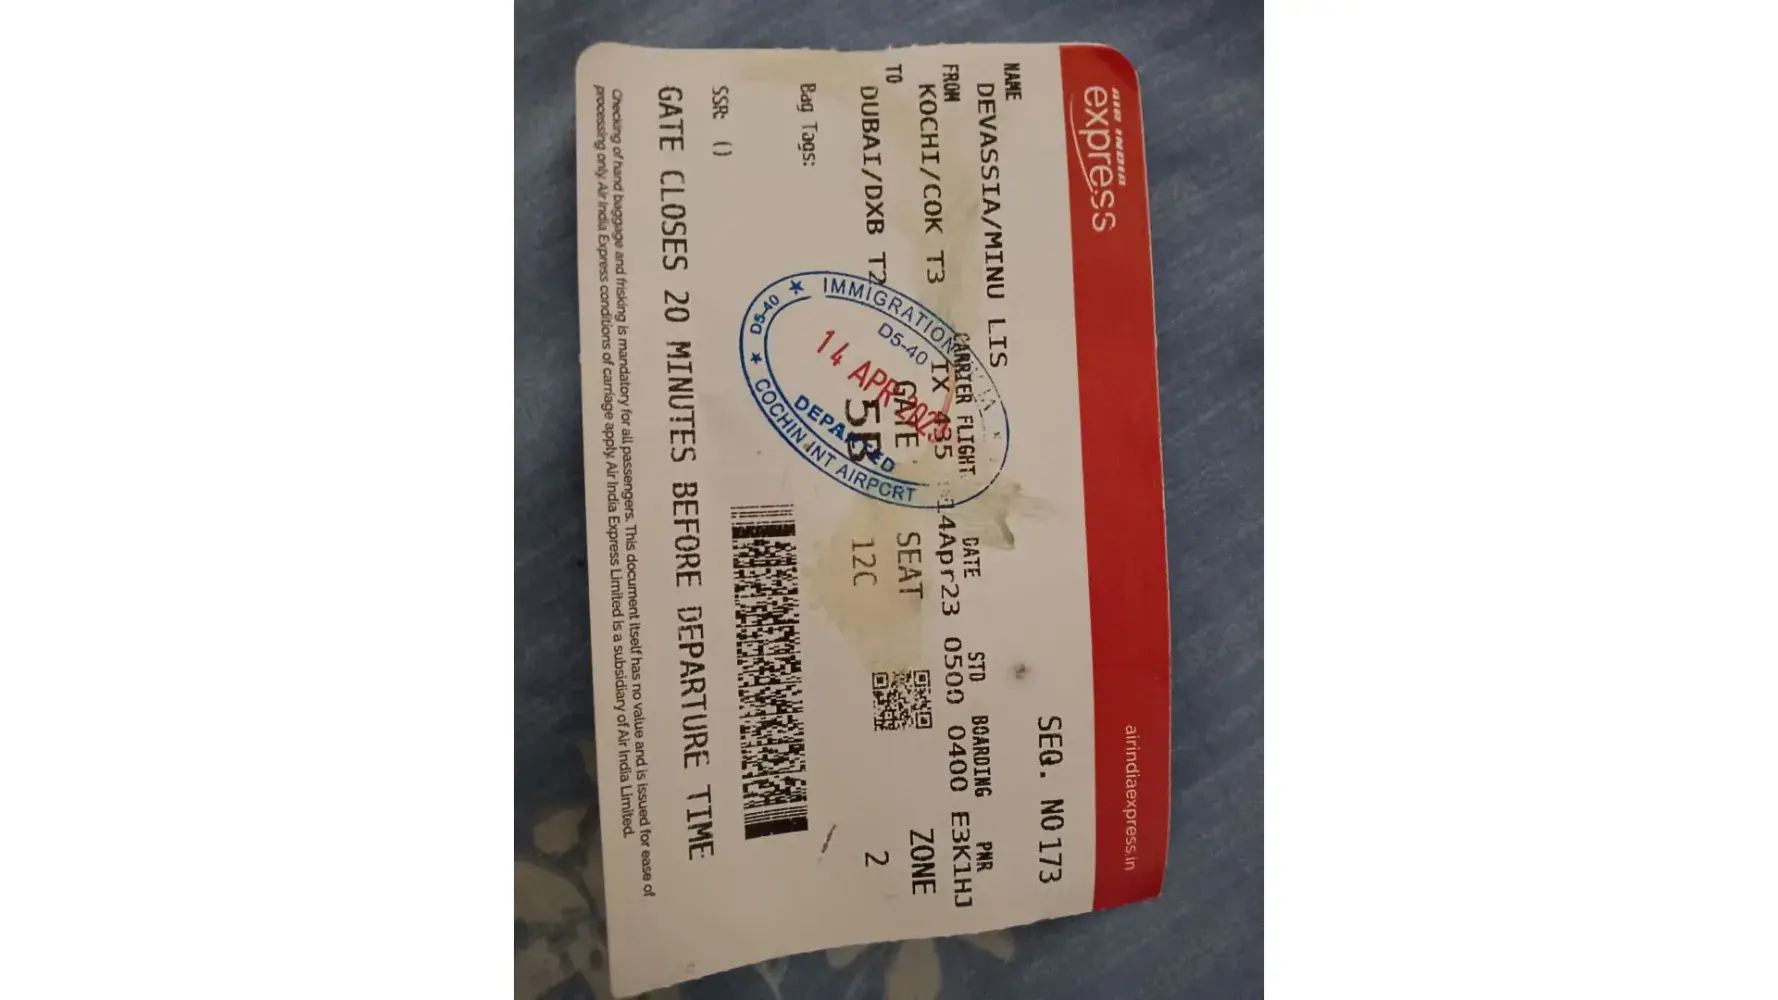 AIR INDIA
express
airindiaexpress.in
SEQ. NO 173
NAME
DEVASSIA/MINU LIS
FROM
KOCHI/COK T3
CARRIER FLIGHT DATE STD BOARDING PNR
IX 435 14Apr23 0500 0400 E3K1HJ
TO
DUBAI/DXB T2
GATE SEAT ZONE
5B 12C 2
IMMIGRATION
D5-40
14 APR 2023
DEPARTED
D5-40
COCHIN INT AIRPORT
Bag Tags:
SSR: ()
GATE CLOSES 20 MINUTES BEFORE DEPARTURE TIME
Checking of hand baggage and frisking is mandatory for all passengers. This document itself has no value and is issued for ease of
processing only. Air India Express conditions of carriage apply. Air India Express Limited is a subsidiary of Air India Limited.